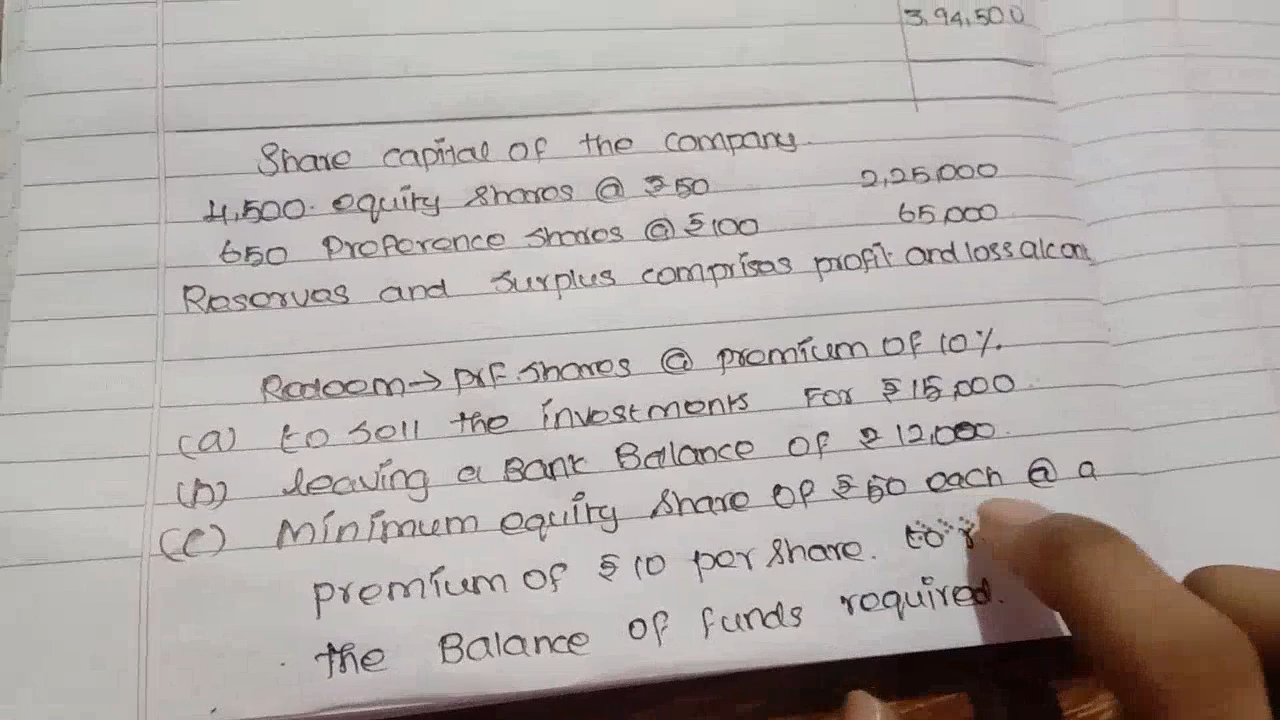 3,94,500
Share capital of the company.
4,500 equity shares @ ₹50 2,25,000
650 Preference shares @ ₹100 65,000
Reserves and surplus comprises profit and loss a/c only
Redeem → prf. shares @ premium of 10%.
(a) to sell the investments For ₹15,000
(b) leaving a Bank Balance of ₹12,000.
(c) Minimum equity share of ₹50 each @ a
premium of ₹10 per share. to
the Balance of funds required.